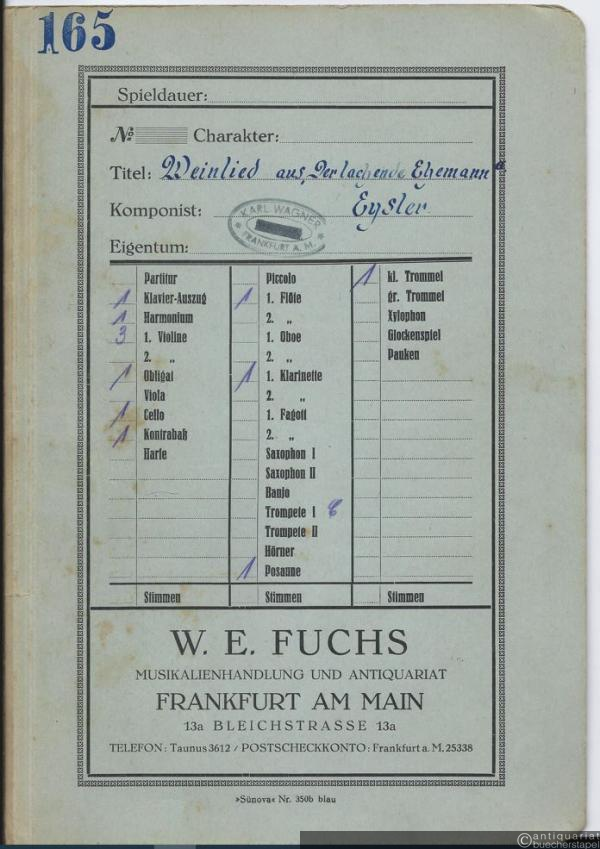 165
Spieldauer:
No Charakter:
Titel: Weinlied aus „Der lachende Ehemann“
Komponist: Eysler
KARL WAGNER
FRANKFURT A. M.
Eigentum:
Partitur
1 Klavier-Auszug
1 Harmonium
3 1. Violine
2. „
1 Obligat
Viola
1 Cello
1 Kontrabaß
Harfe
Stimmen
Piccolo
1 1. Flöte
2. „
1. Oboe
2. „
1 1. Klarinette
2. „
1. Fagott
2. „
Saxophon I
Saxophon II
Banjo
Trompete I
Trompete II
Hörner
1 Posaune
Stimmen
1 kl. Trommel
gr. Trommel
Xylophon
Glockenspiel
Pauken
Stimmen
W. E. FUCHS
MUSIKALIENHANDLUNG UND ANTIQUARIAT
FRANKFURT AM MAIN
13a BLEICHSTRASSE 13a
TELEFON: Taunus 3612 / POSTSCHECKKONTO: Frankfurt a. M. 25338
»Sünova« Nr. 350b blau
©antiquariat
buecherstapel